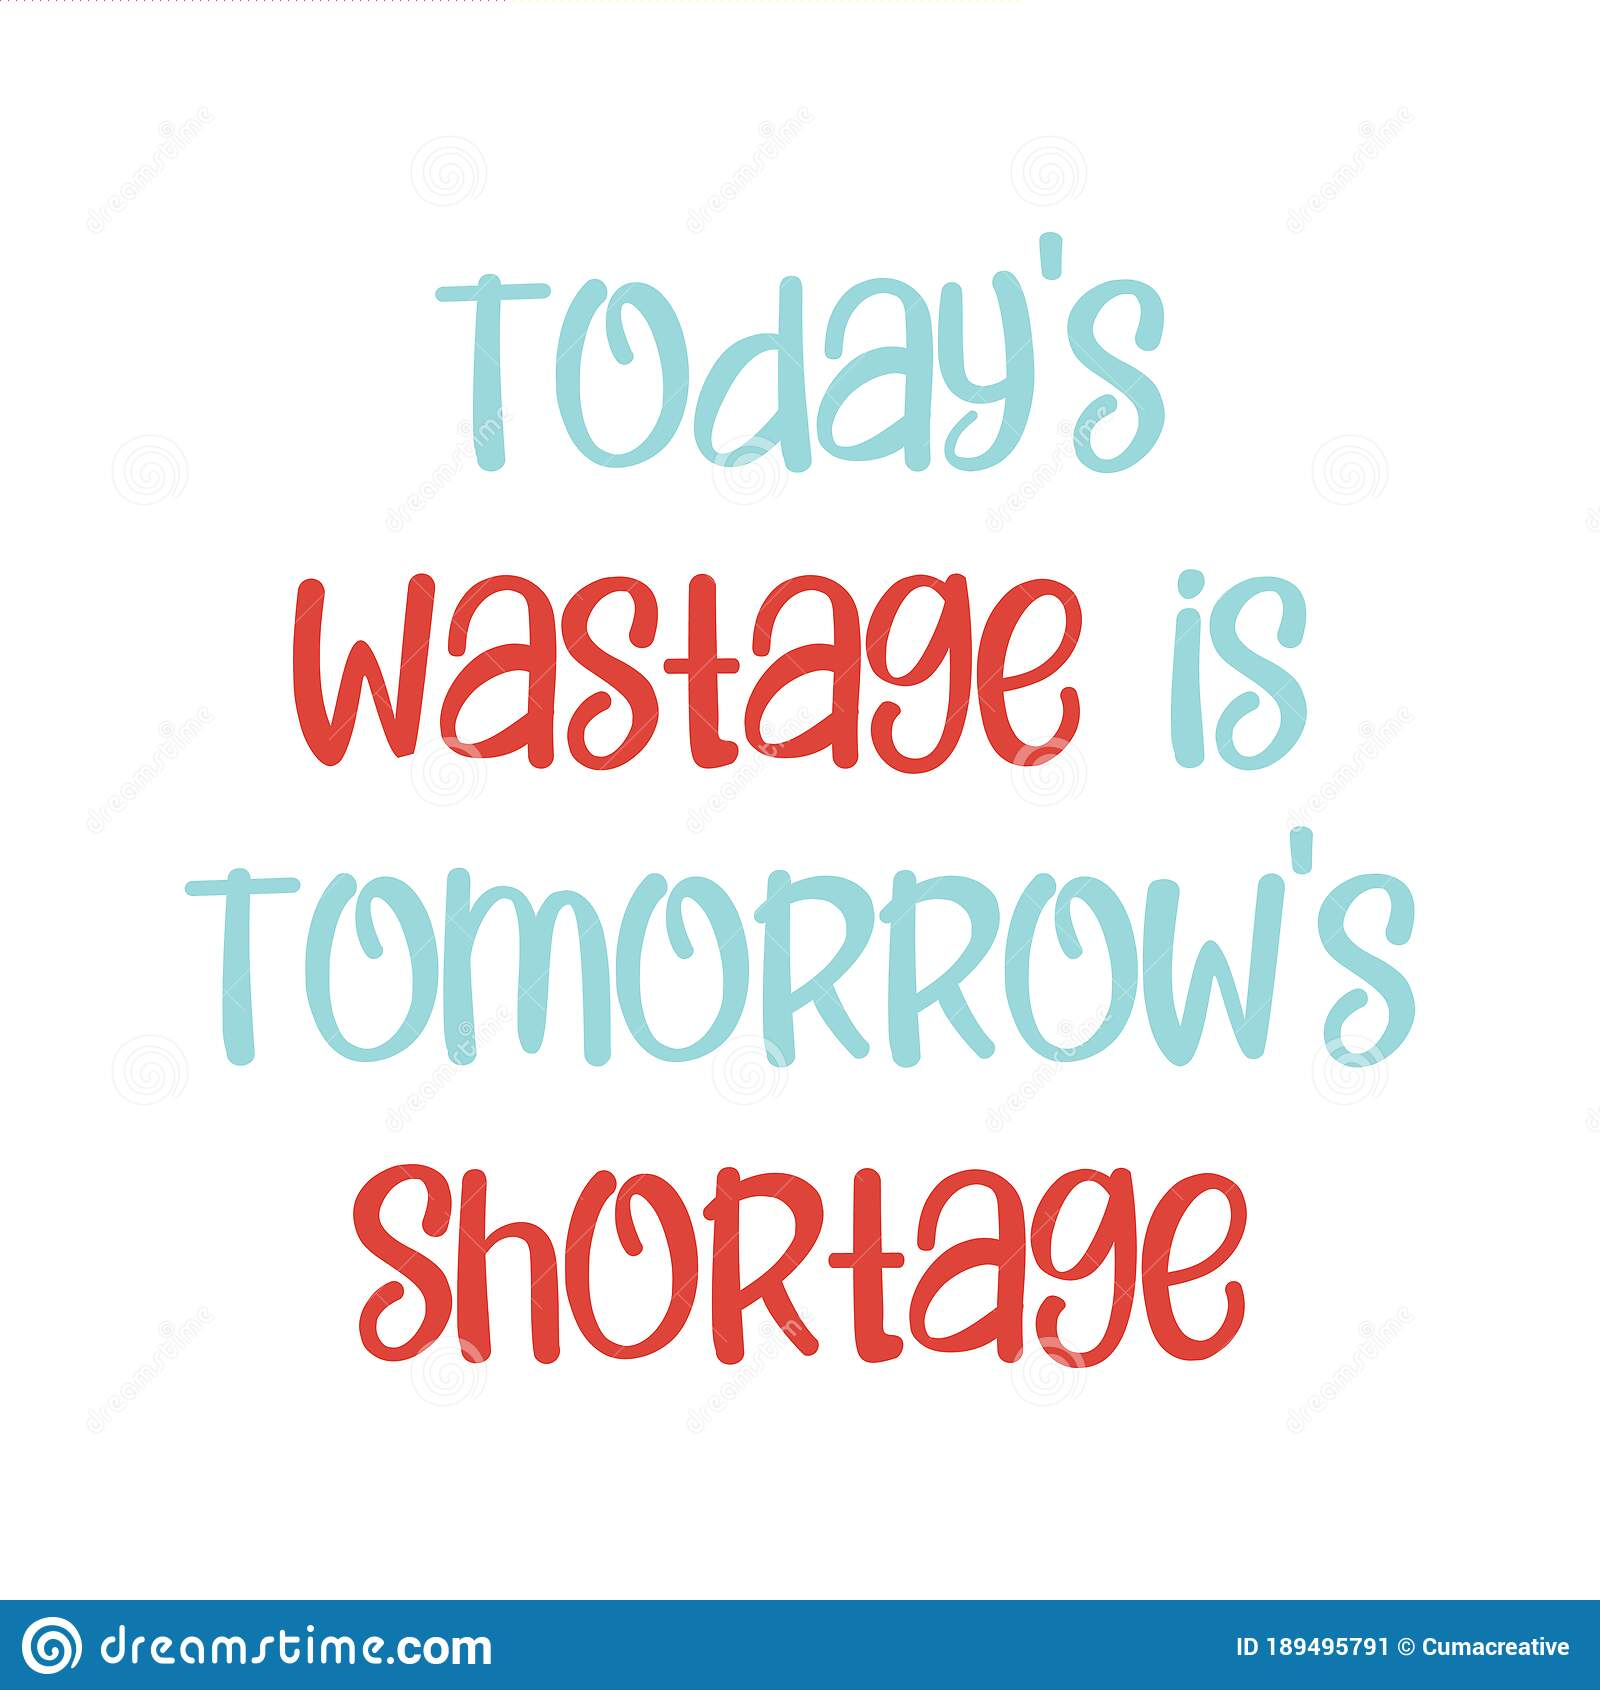 Today's
wastage is
Tomorrow's
shortage
dreamstime.com
ID 189495791 © Cumacreative